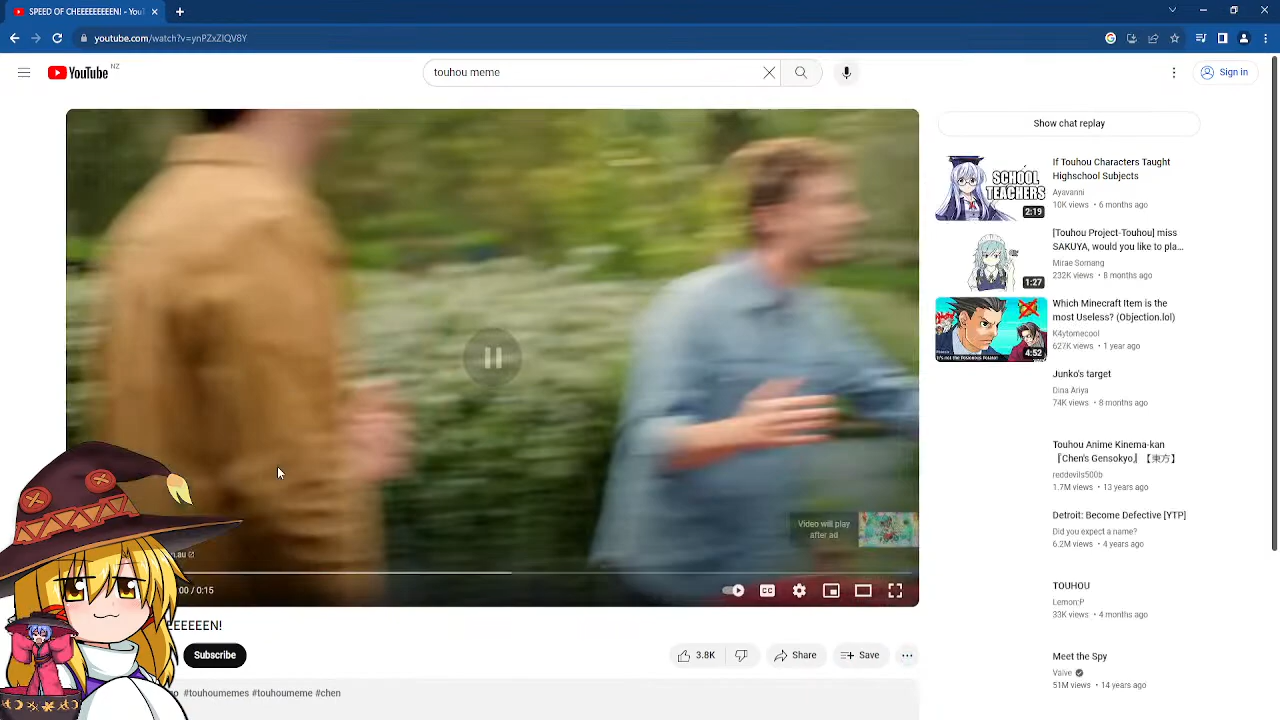 SPEED OF CHEEEEEEEEN! - You
youtube.com/watch?v=ynPZxZlQV8Y
YouTube NZ
touhou meme
Sign in
Video will play
after ad
:00 / 0:15
CC
EEEEEEN!
Subscribe
3.8K
Share
Save
#touhoumemes #touhoumeme #chen
Show chat replay
SCHOOL
TEACHERS
2:19
If Touhou Characters Taught
Highschool Subjects
Ayavanni
10K views • 6 months ago
1:27
[Touhou Project-Touhou] miss
SAKUYA, would you like to pla...
Mirae Somang
232K views • 8 months ago
4:52
Which Minecraft Item is the
most Useless? (Objection.lol)
K4ytomecool
627K views • 1 year ago
Junko's target
Dina Ariya
74K views • 8 months ago
Touhou Anime Kinema-kan
『Chen's Gensokyo』【東方】
reddevils500b
1.7M views • 13 years ago
Detroit: Become Defective [YTP]
Did you expect a name?
6.2M views • 4 years ago
TOUHOU
Lemon:P
33K views • 4 months ago
Meet the Spy
Valve
51M views • 14 years ago